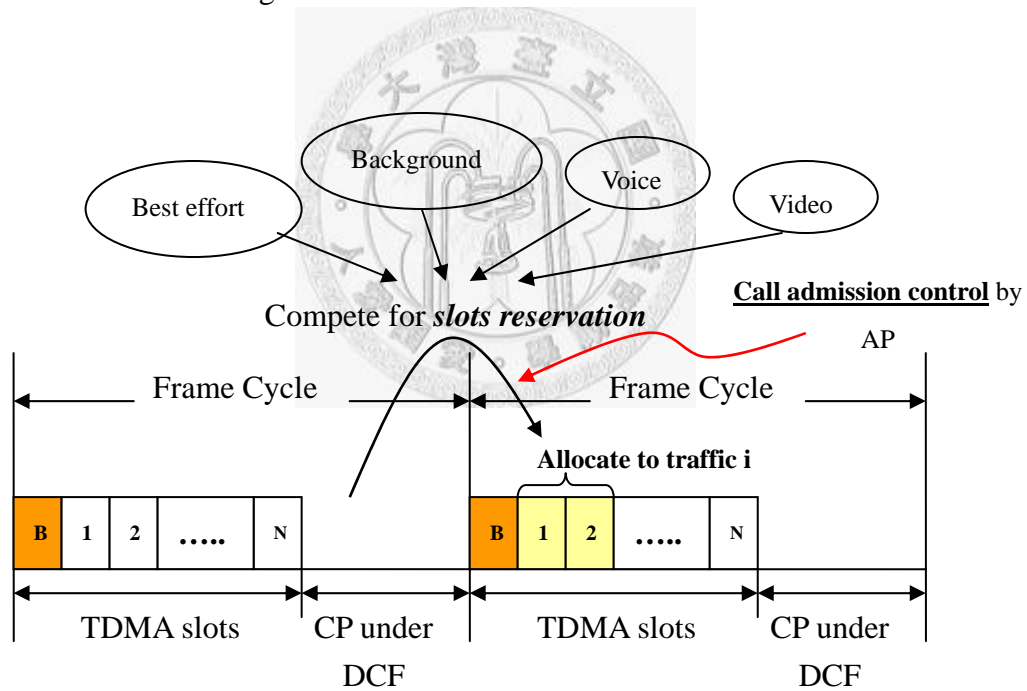 Background
Voice
Best effort
Video
Call admission control by
AP
Compete for slots reservation
Frame Cycle
Frame Cycle
Allocate to traffic i
B 1 2 ..... N
B 1 2 ..... N
TDMA slots
CP under
DCF
TDMA slots
CP under
DCF